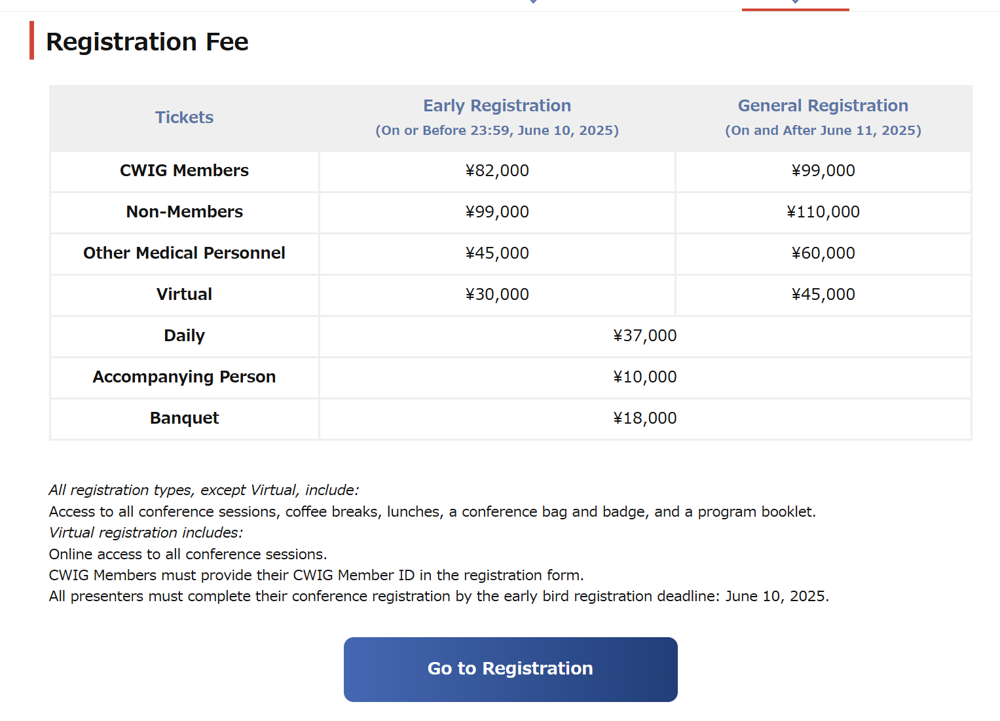 Registration Fee
Tickets
Early Registration
(On or Before 23:59, June 10, 2025)
General Registration
(On and After June 11, 2025)
CWIG Members ¥82,000 ¥99,000
Non-Members ¥99,000 ¥110,000
Other Medical Personnel ¥45,000 ¥60,000
Virtual ¥30,000 ¥45,000
Daily ¥37,000
Accompanying Person ¥10,000
Banquet ¥18,000
All registration types, except Virtual, include:
Access to all conference sessions, coffee breaks, lunches, a conference bag and badge, and a program booklet.
Virtual registration includes:
Online access to all conference sessions.
CWIG Members must provide their CWIG Member ID in the registration form.
All presenters must complete their conference registration by the early bird registration deadline: June 10, 2025.
Go to Registration